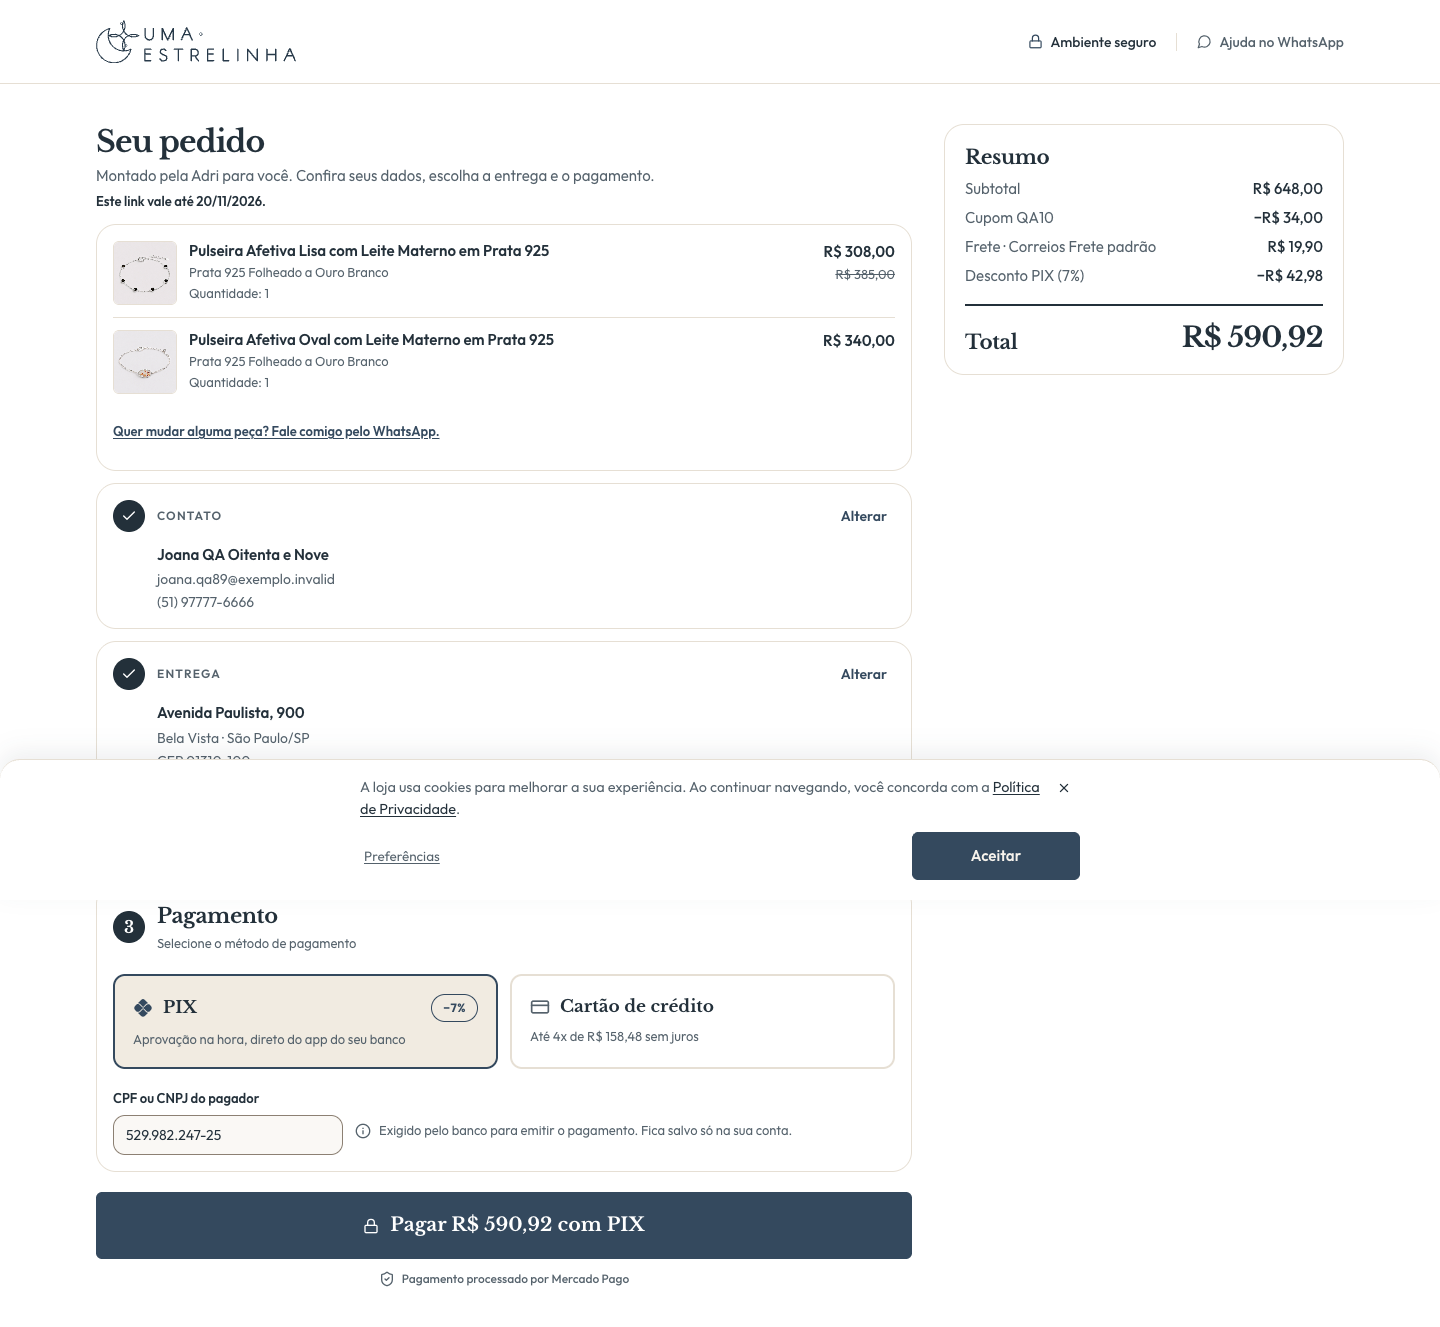 UMA
ESTRELINHA
Ambiente seguro
Ajuda no WhatsApp
Seu pedido
Montado pela Adri para você. Confira seus dados, escolha a entrega e o pagamento.
Este link vale até 20/11/2026.
Pulseira Afetiva Lisa com Leite Materno em Prata 925
R$ 308,00
Prata 925 Folheado a Ouro Branco
R$ 385,00
Quantidade: 1
Pulseira Afetiva Oval com Leite Materno em Prata 925
R$ 340,00
Prata 925 Folheado a Ouro Branco
Quantidade: 1
Quer mudar alguma peça? Fale comigo pelo WhatsApp.
Resumo
Subtotal R$ 648,00
Cupom QA10 −R$ 34,00
Frete · Correios Frete padrão R$ 19,90
Desconto PIX (7%) −R$ 42,98
Total R$ 590,92
CONTATO
Alterar
Joana QA Oitenta e Nove
joana.qa89@exemplo.invalid
(51) 97777-6666
ENTREGA
Alterar
Avenida Paulista, 900
Bela Vista · São Paulo/SP
A loja usa cookies para melhorar a sua experiência. Ao continuar navegando, você concorda com a Política
de Privacidade.
Preferências
Aceitar
3
Pagamento
Selecione o método de pagamento
PIX
−7%
Aprovação na hora, direto do app do seu banco
Cartão de crédito
Até 4x de R$ 158,48 sem juros
CPF ou CNPJ do pagador
529.982.247-25
Exigido pelo banco para emitir o pagamento. Fica salvo só na sua conta.
Pagar R$ 590,92 com PIX
Pagamento processado por Mercado Pago